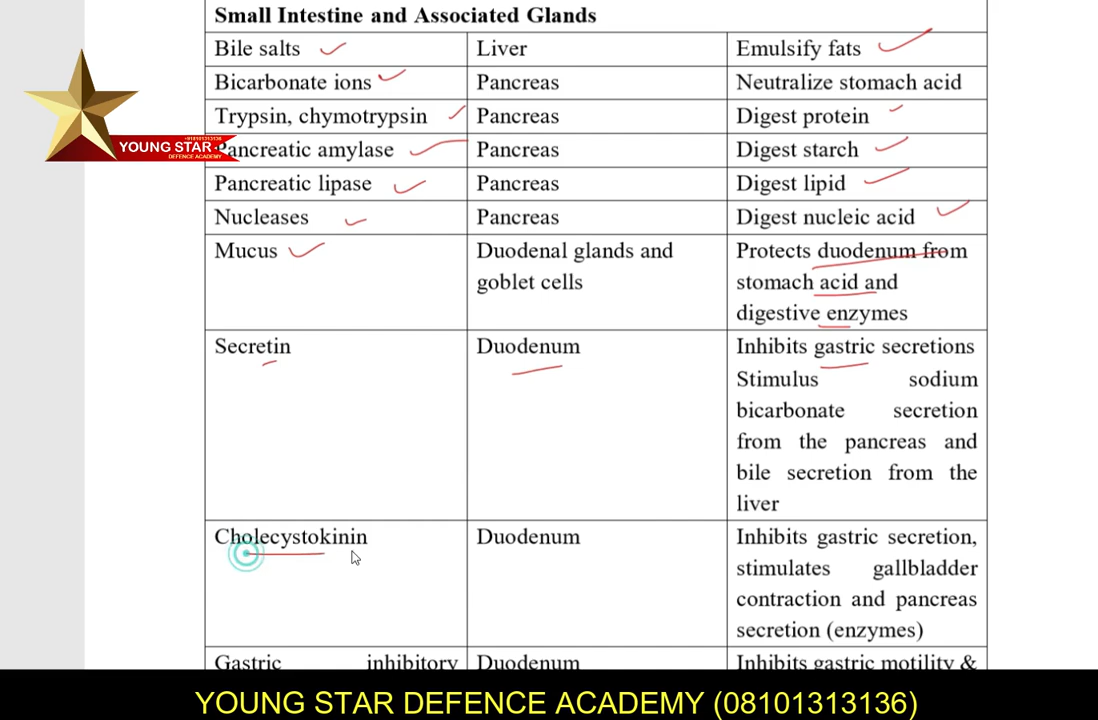 Small Intestine and Associated Glands
Bile salts Liver Emulsify fats
Bicarbonate ions Pancreas Neutralize stomach acid
Trypsin, chymotrypsin Pancreas Digest protein
+918101313136
YOUNG STAR
DEFENCE ACADEMY
Pancreatic amylase Pancreas Digest starch
Pancreatic lipase Pancreas Digest lipid
Nucleases Pancreas Digest nucleic acid
Mucus Duodenal glands and Protects duodenum from
goblet cells stomach acid and
digestive enzymes
Secretin Duodenum Inhibits gastric secretions
Stimulus sodium
bicarbonate secretion
from the pancreas and
bile secretion from the
liver
Cholecystokinin Duodenum Inhibits gastric secretion,
stimulates gallbladder
contraction and pancreas
secretion (enzymes)
Gastric inhibitory Duodenum Inhibits gastric motility &
YOUNG STAR DEFENCE ACADEMY (08101313136)